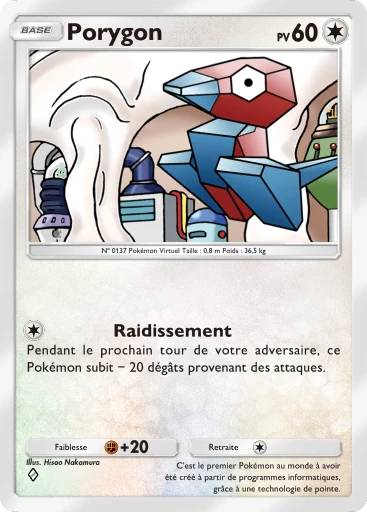 BASE Porygon PV 60
N° 0137 Pokémon Virtuel Taille : 0,8 m Poids : 36,5 kg
Raidissement
Pendant le prochain tour de votre adversaire, ce
Pokémon subit − 20 dégâts provenant des attaques.
Faiblesse +20 Retraite
Illus. Hisao Nakamura
C'est le premier Pokémon au monde à avoir
été créé à partir de programmes informatiques,
grâce à une technologie de pointe.